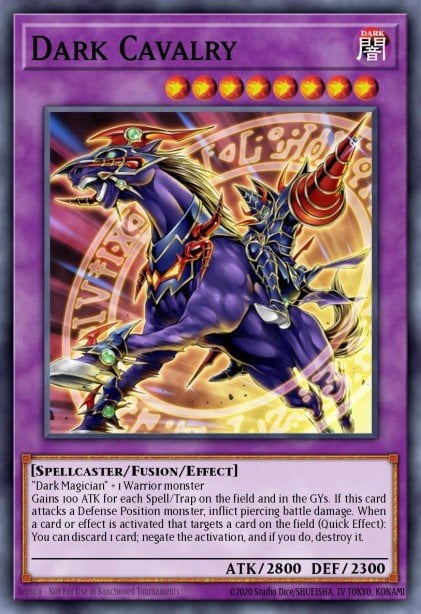 Dark Cavalry
DARK
闇
[Spellcaster/Fusion/Effect]
"Dark Magician" + 1 Warrior monster
Gains 100 ATK for each Spell/Trap on the field and in the GYs. If this card
attacks a Defense Position monster, inflict piercing battle damage. When
a card or effect is activated that targets a card on the field (Quick Effect):
You can discard 1 card; negate the activation, and if you do, destroy it.
ATK/2800 DEF/2300
Replica - Not For Use in Sanctioned Tournaments
©2020 Studio Dice/SHUEISHA, TV TOKYO, KONAMI